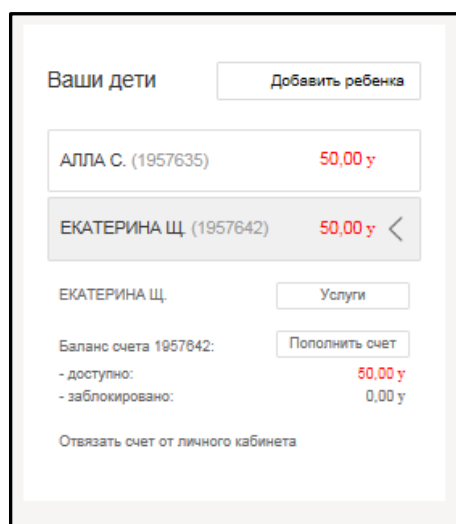 Ваши дети
Добавить ребенка
АЛЛА С. (1957635) 50,00 у
ЕКАТЕРИНА Щ. (1957642) 50,00 у
ЕКАТЕРИНА Щ. Услуги
Баланс счета 1957642: Пополнить счет
- доступно: 50,00 у
- заблокировано: 0,00 у
Отвязать счет от личного кабинета